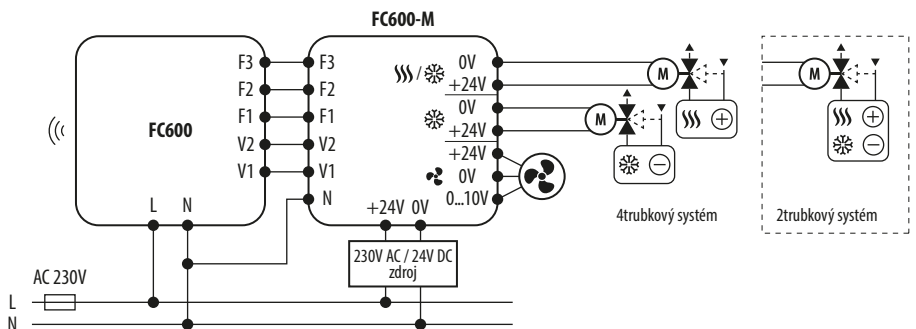 FC600-M
FC600
F3
F2
F1
V2
V1
L N
F3
F2
F1
V2
V1
N
/
0V
+24V
0V
+24V
+24V
0V
0...10V
+24V 0V
230V AC / 24V DC
zdroj
M
M
4trubkový systém
M
2trubkový systém
AC 230V
L
N